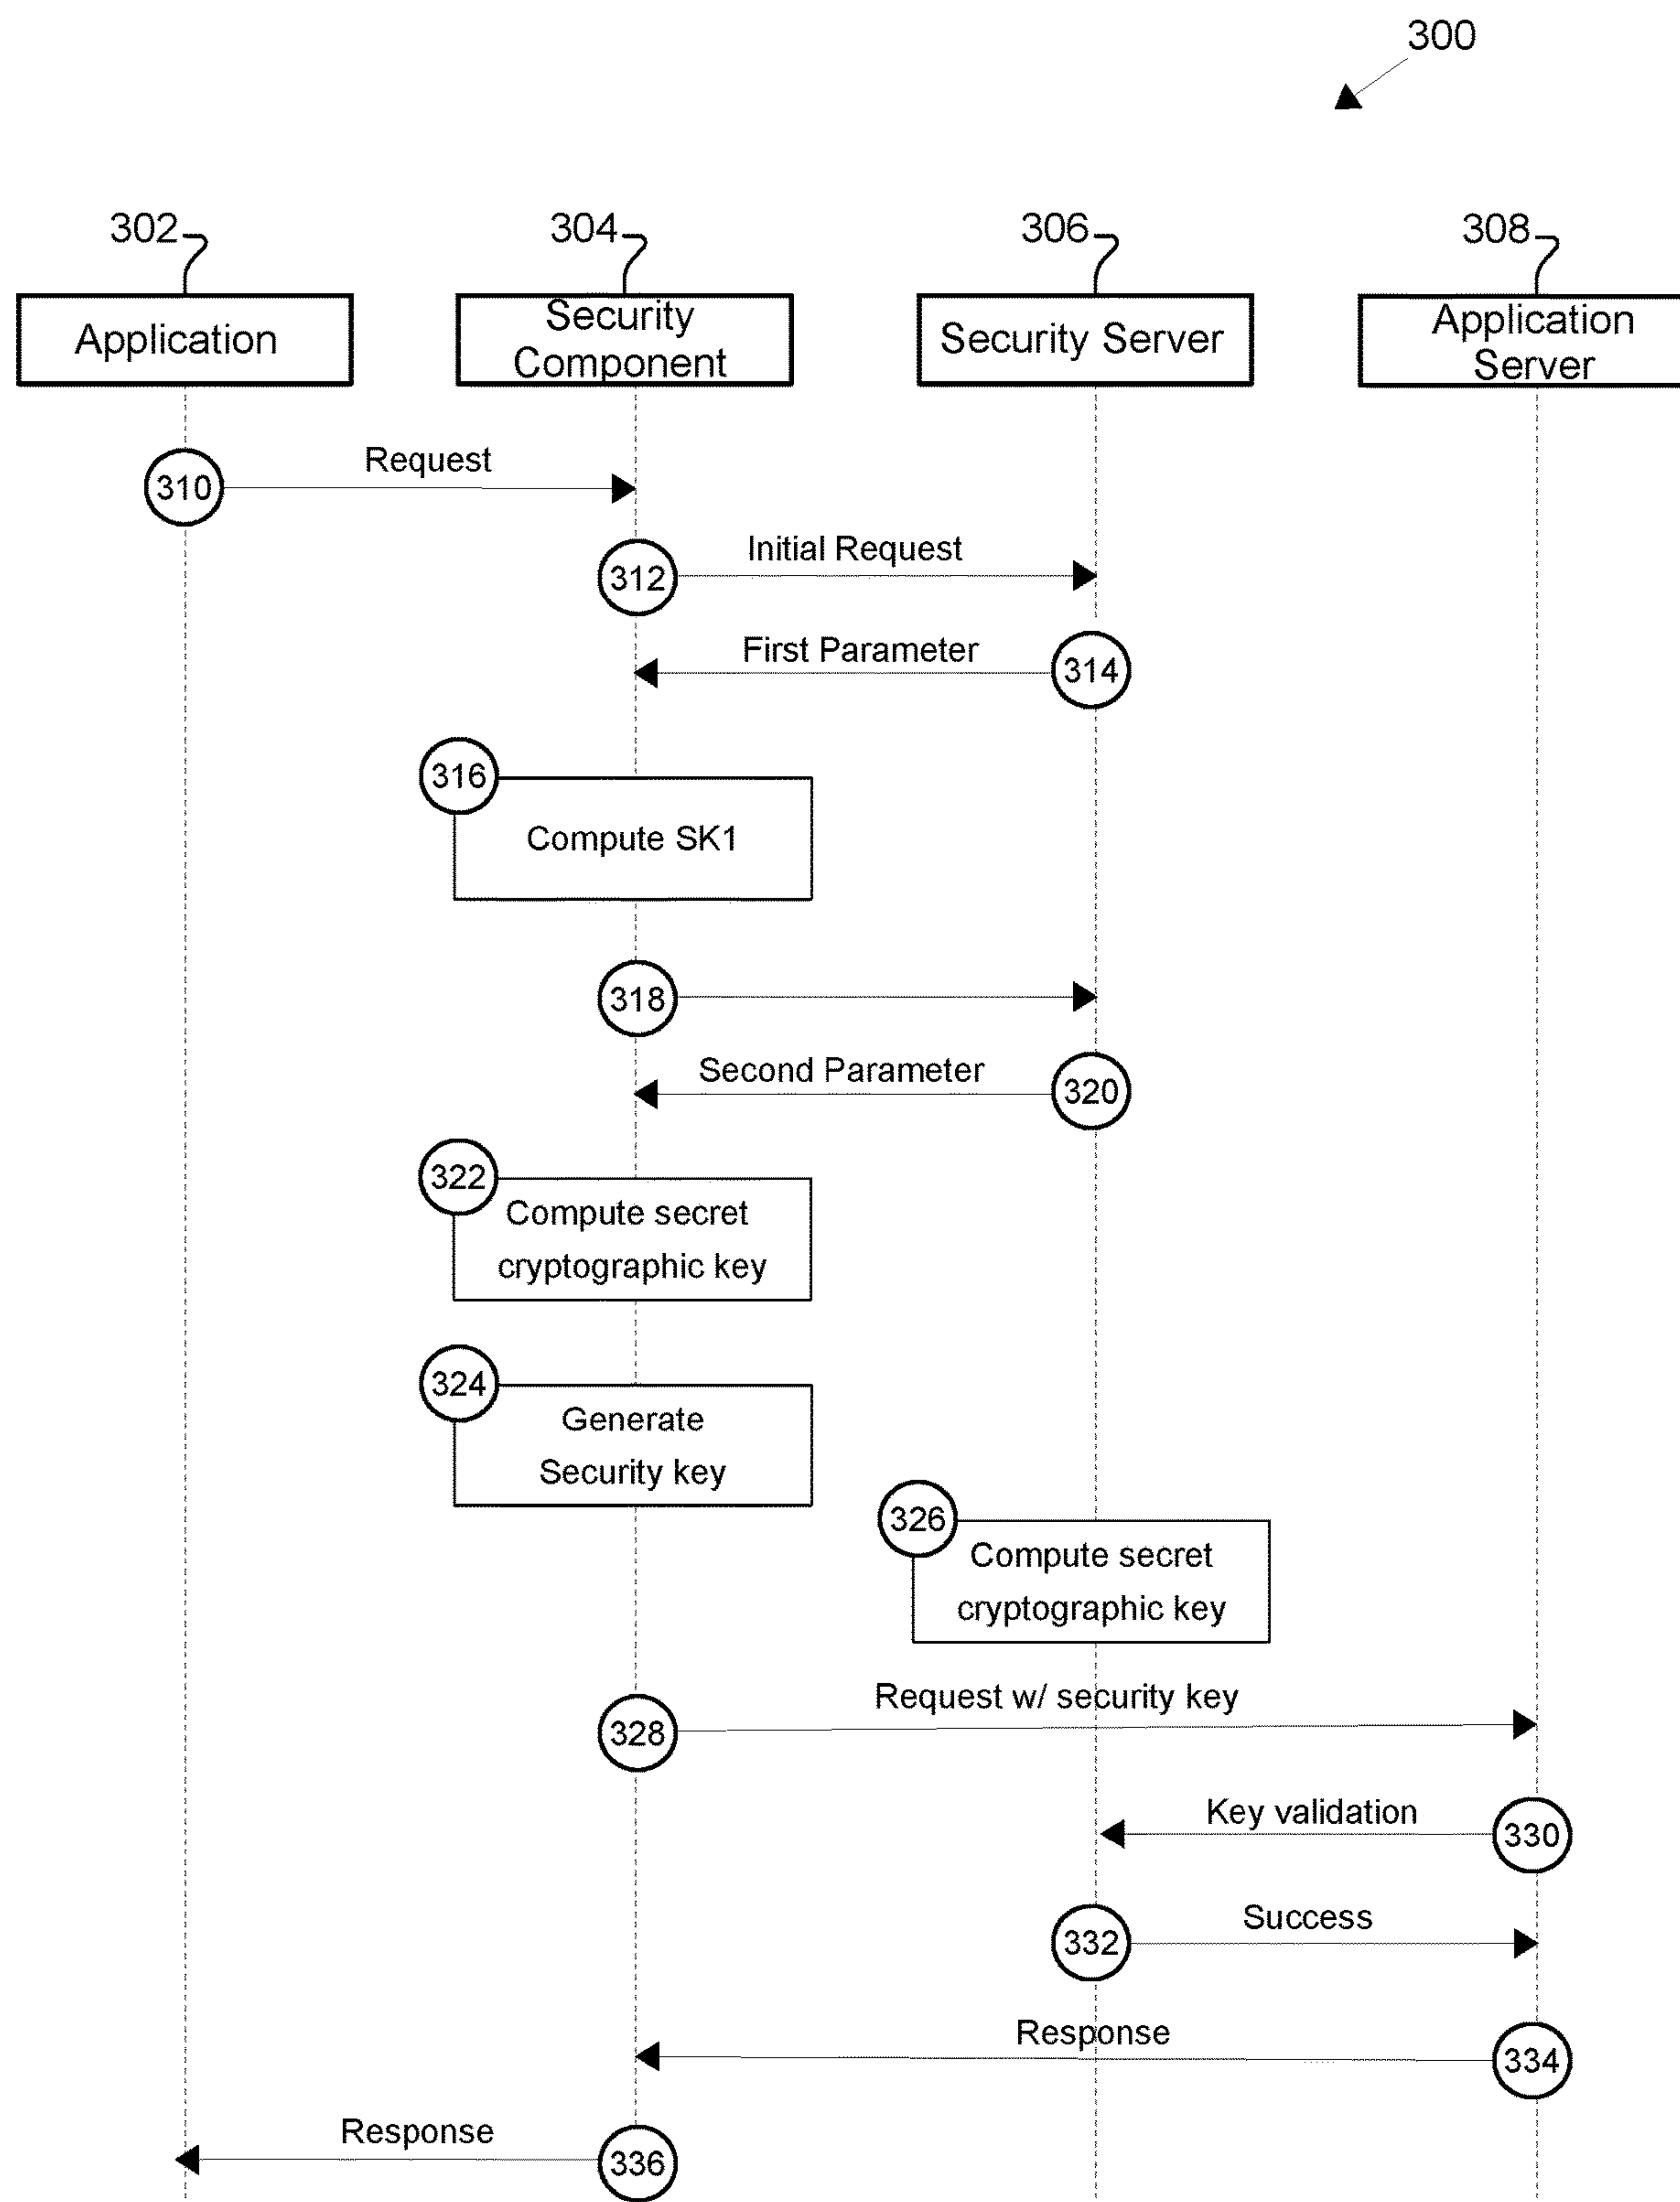 300
302
304
306
308
Application
Security
Component
Security Server
Application
Server
Request
310
Initial Request
312
First Parameter
314
316
Compute SK1
318
Second Parameter
320
322
Compute secret
cryptographic key
324
Generate
Security key
326
Compute secret
cryptographic key
Request w/ security key
328
Key validation
330
Success
332
Response
334
Response
336